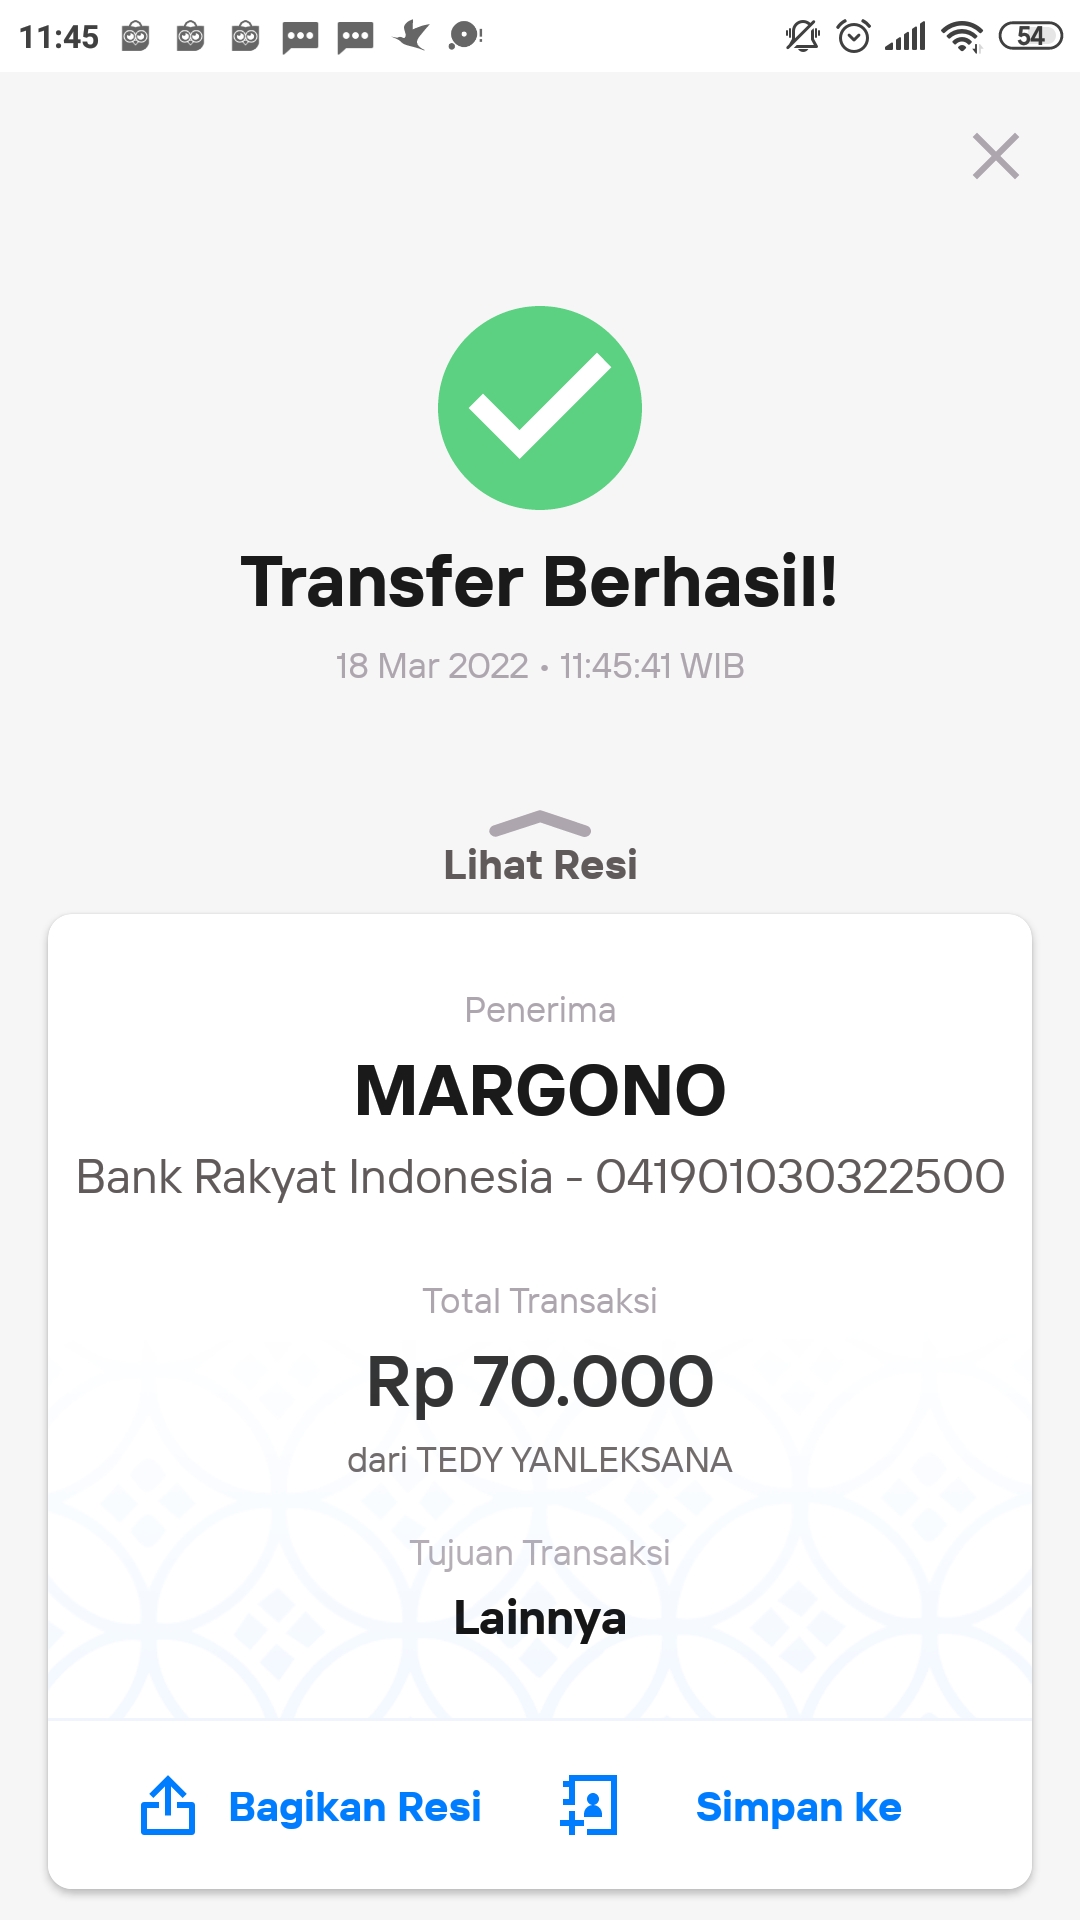 11:45
54
Transfer Berhasil!
18 Mar 2022 • 11:45:41 WIB
Lihat Resi
Penerima
MARGONO
Bank Rakyat Indonesia - 041901030322500
Total Transaksi
Rp 70.000
dari TEDY YANLEKSANA
Tujuan Transaksi
Lainnya
Bagikan Resi
Simpan ke